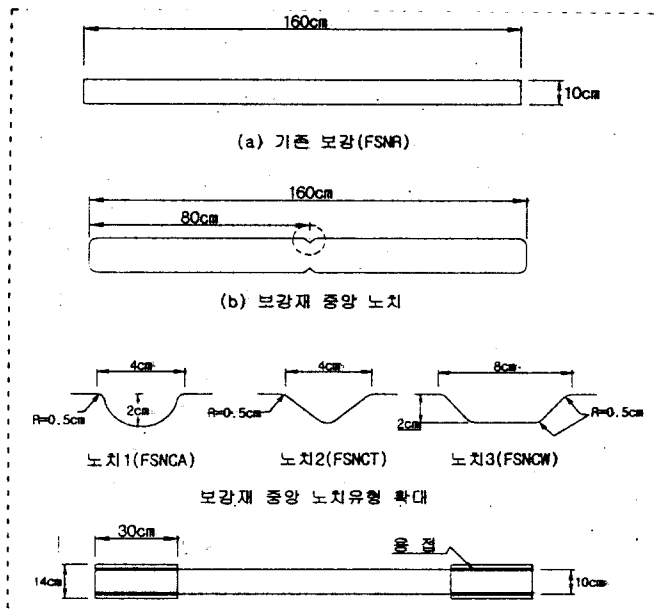 160cm
10cm
(a) 기존 보강(FSNR)
160cm
80cm
(b) 보강재 중앙 노치
4cm 4cm 8cm
R=0.5cm 2cm R=0.5cm 2cm R=0.5cm
노치1(FSNCA) 노치2(FSNCT) 노치3(FSNCW)
보강재 중앙 노치유형 확대
30cm 용 접
14cm 10cm